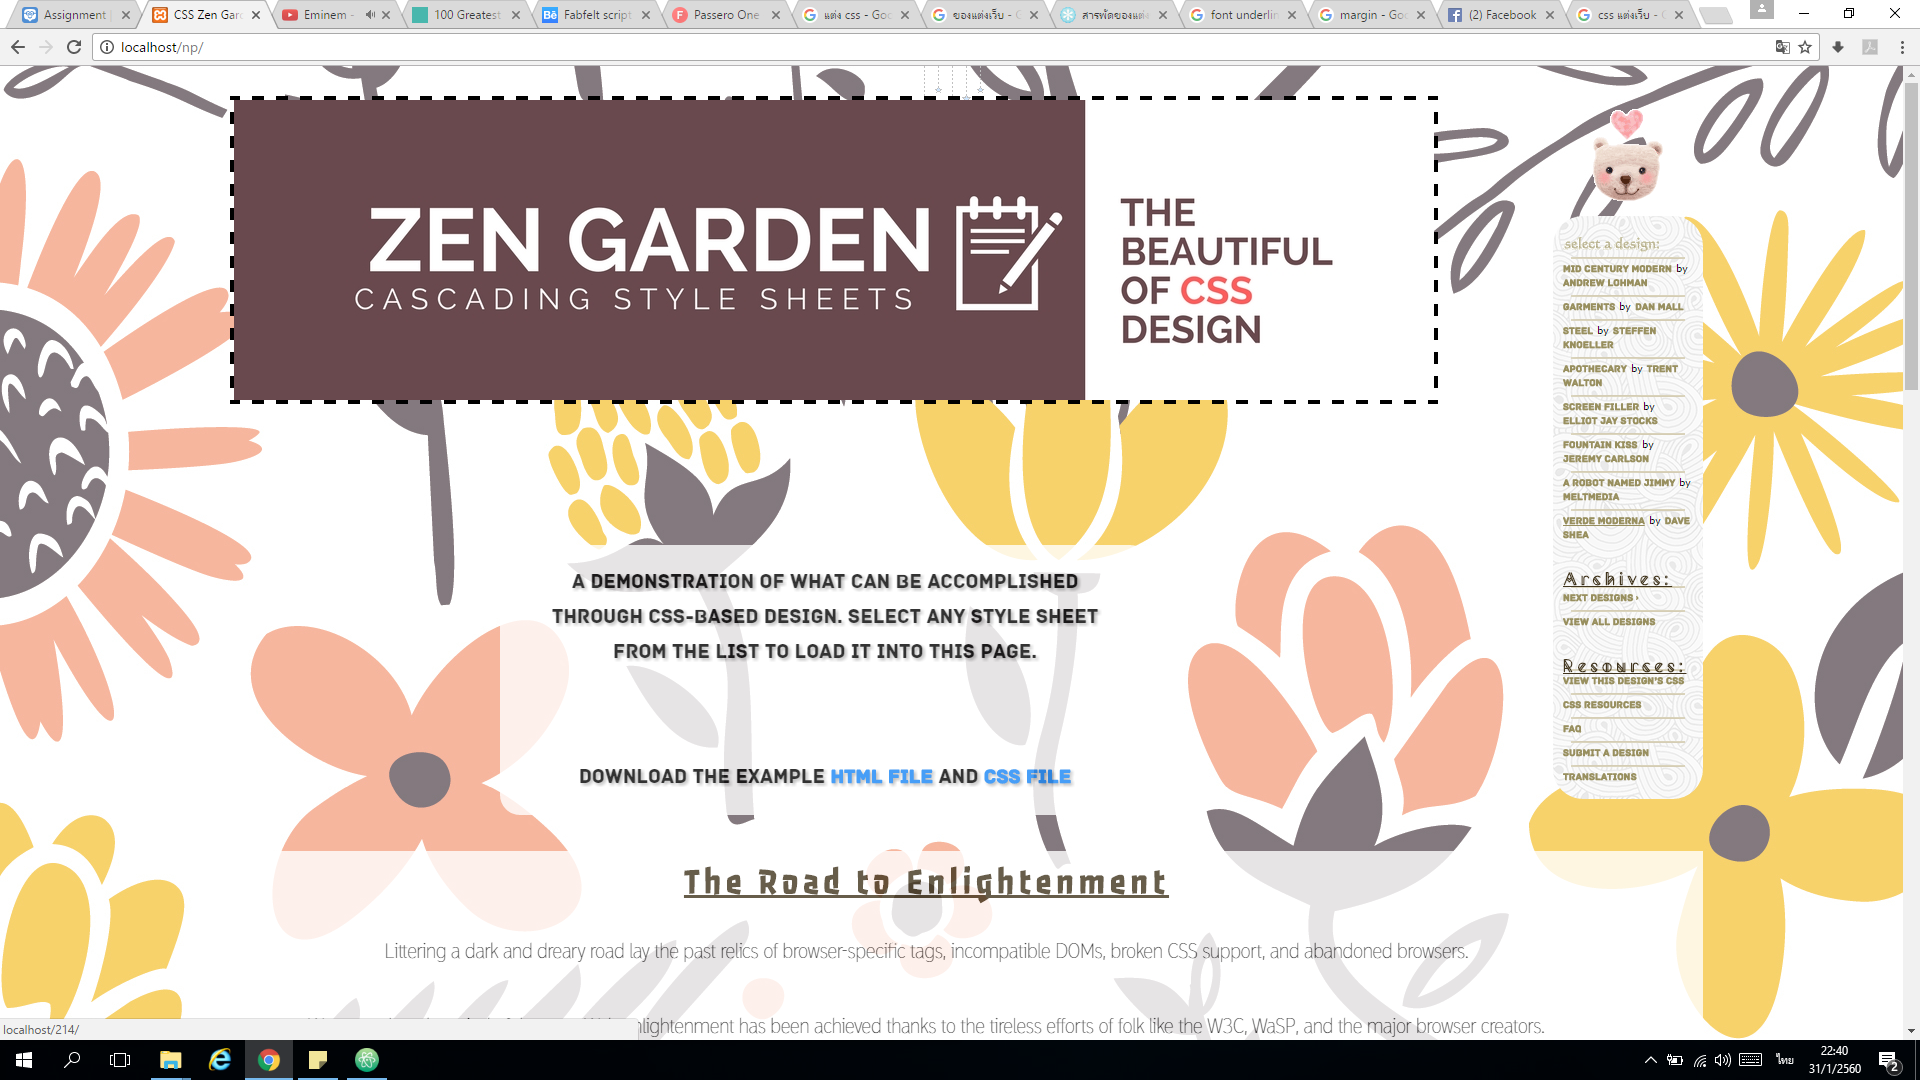 Assignment
CSS Zen Gard
Eminem -
100 Greatest
Fabfelt script
Passero One
แต่ง css - Goo
ของแต่งเว็บ - G
สารพัดของแต่ง
font underlin
margin - Goo
(2) Facebook
css แต่งเว็บ - G
localhost/np/
ZEN GARDEN
CASCADING STYLE SHEETS
THE
BEAUTIFUL
OF CSS
DESIGN
select a design:
MID CENTURY MODERN by
ANDREW LOHMAN
GARMENTS by DAN MALL
STEEL by STEFFEN
KNOELLER
APOTHECARY by TRENT
WALTON
SCREEN FILLER by
ELLIOT JAY STOCKS
FOUNTAIN KISS by
JEREMY CARLSON
A ROBOT NAMED JIMMY by
MELTMEDIA
VERDE MODERNA by DAVE
SHEA
Archives:
NEXT DESIGNS ›
VIEW ALL DESIGNS
Resources:
VIEW THIS DESIGN'S CSS
CSS RESOURCES
FAQ
SUBMIT A DESIGN
TRANSLATIONS
A DEMONSTRATION OF WHAT CAN BE ACCOMPLISHED
THROUGH CSS-BASED DESIGN. SELECT ANY STYLE SHEET
FROM THE LIST TO LOAD IT INTO THIS PAGE.
DOWNLOAD THE EXAMPLE HTML FILE AND CSS FILE
The Road to Enlightenment
Littering a dark and dreary road lay the past relics of browser-specific tags, incompatible DOMs, broken CSS support, and abandoned browsers.
nlightenment has been achieved thanks to the tireless efforts of folk like the W3C, WaSP, and the major browser creators.
localhost/214/
ไทย
22:40
31/1/2560
2